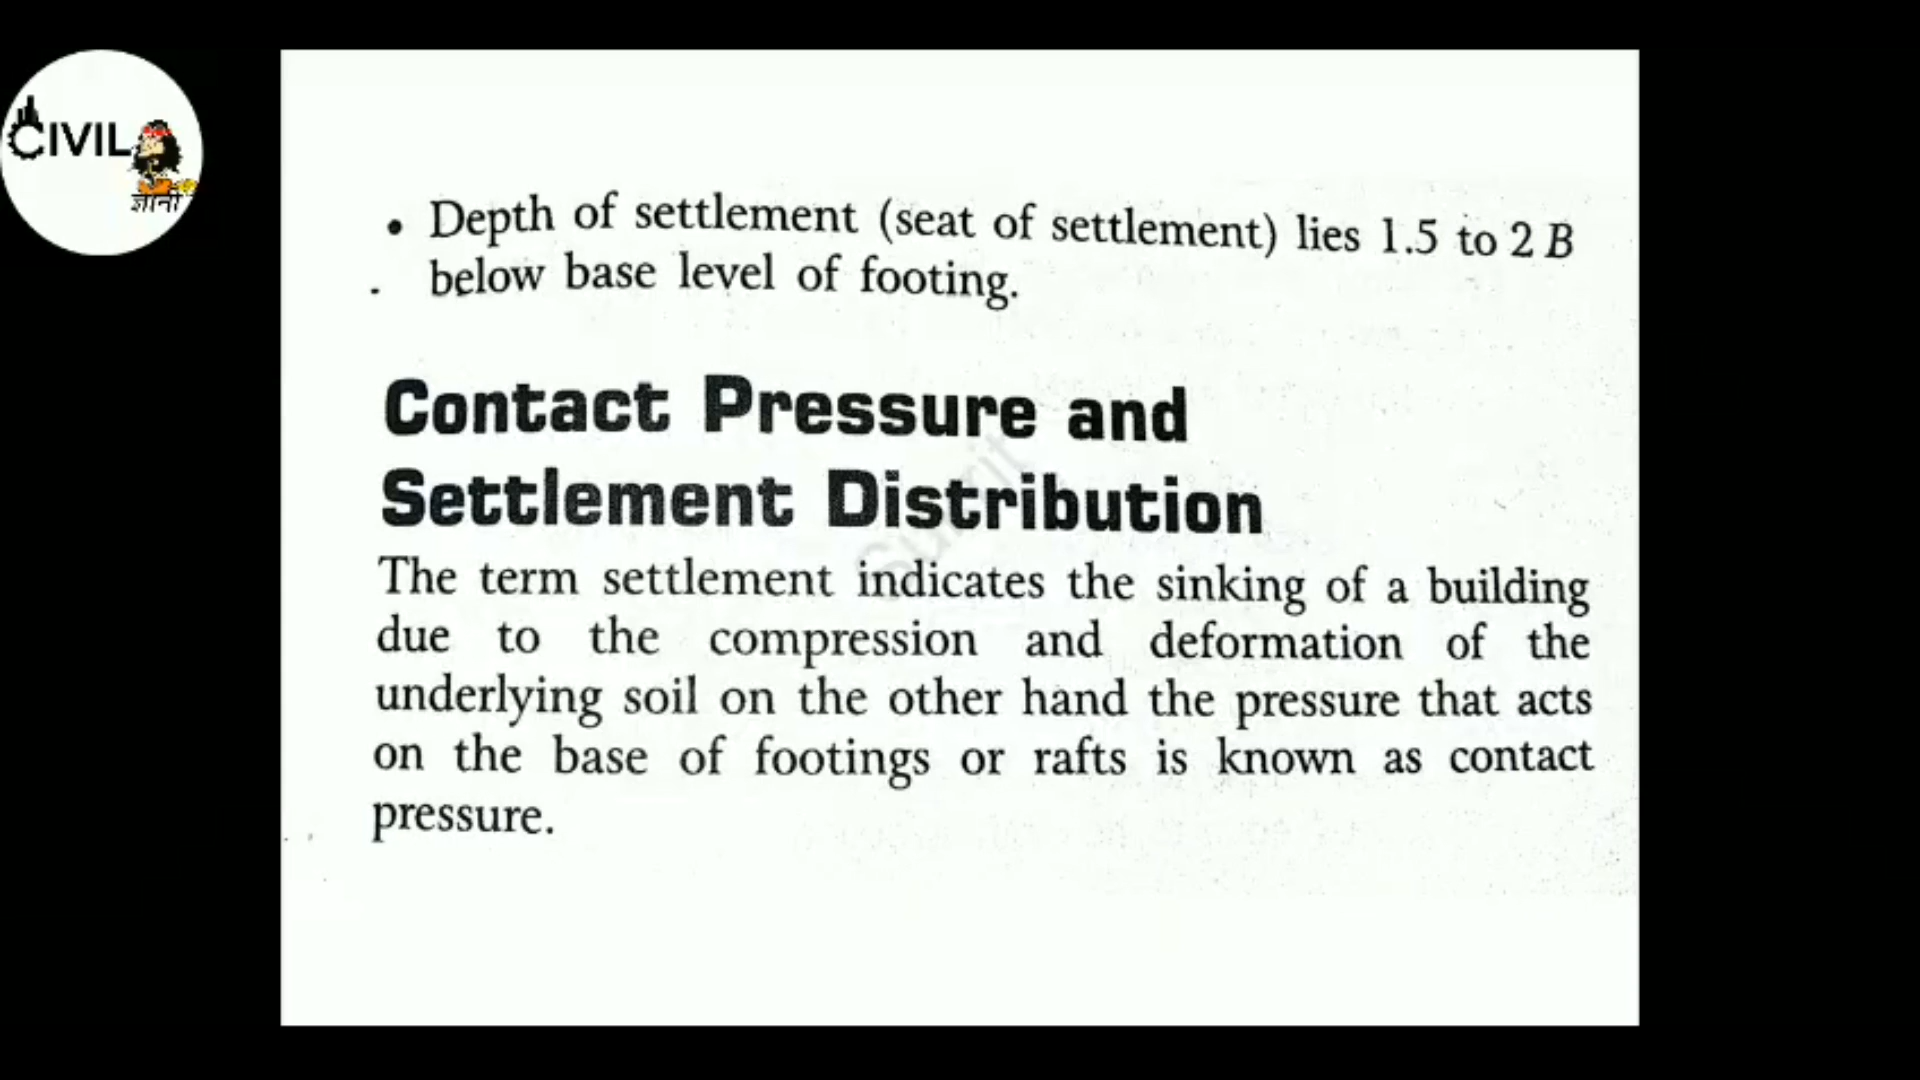 CIVIL
ज्ञानी
• Depth of settlement (seat of settlement) lies 1.5 to 2 B
below base level of footing.
Contact Pressure and
Settlement Distribution
The term settlement indicates the sinking of a building
due to the compression and deformation of the
underlying soil on the other hand the pressure that acts
on the base of footings or rafts is known as contact
pressure.